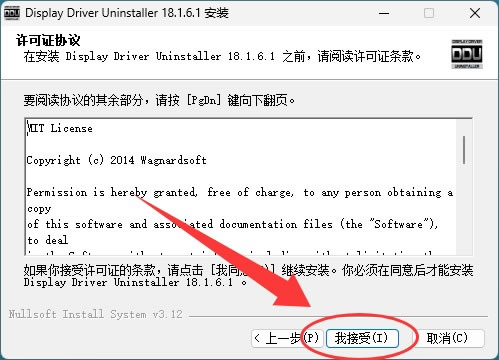 Display Driver Uninstaller 18.1.6.1 安装
许可证协议
在安装 Display Driver Uninstaller 18.1.6.1 之前，请阅读许可证条款。
DISPLAY DRIVER
DDU
UNINSTALLER
要阅读协议的其余部分，请按 [PgDn] 键向下翻页。
MIT License
Copyright (c) 2014 Wagnardsoft
Permission is hereby granted, free of charge, to any person obtaining a
copy
of this software and associated documentation files (the "Software"),
to deal
如果你接受许可证的条款，请点击 [我同意(I)] 继续安装。你必须在同意后才能安装
Display Driver Uninstaller 18.1.6.1 。
Nullsoft Install System v3.12
< 上一步(P)
我接受(I)
取消(C)